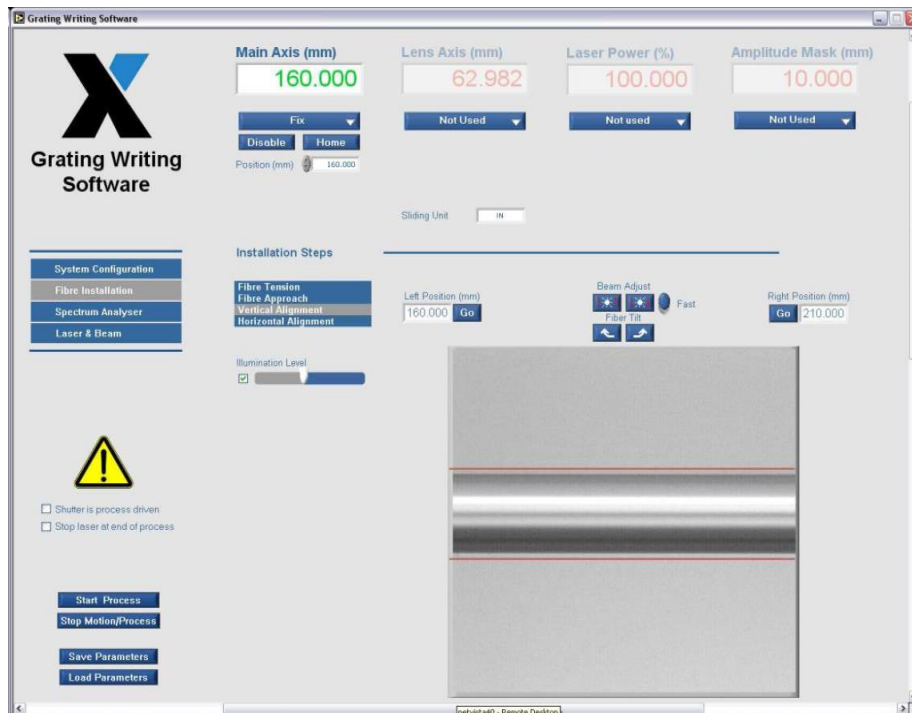 Grating Writing Software
Main Axis (mm)
160.000
Fix
Disable Home
Position (mm) 160.000
Lens Axis (mm)
62.982
Not Used
Laser Power (%)
100.000
Not used
Amplitude Mask (mm)
10.000
Not Used
Grating Writing
Software
Sliding Unit IN
System Configuration
Fibre Installation
Spectrum Analyser
Laser & Beam
Installation Steps
Fibre Tension
Fibre Approach
Vertical Alignment
Horizontal Alignment
Left Position (mm)
160.000 Go
Beam Adjust
Fast
Fiber Tilt
Right Position (mm)
Go 210.000
Illumination Level
Shutter is process driven
Stop laser at end of process
Start Process
Stop Motion/Process
Save Parameters
Load Parameters
netvista40 - Remote Desktop